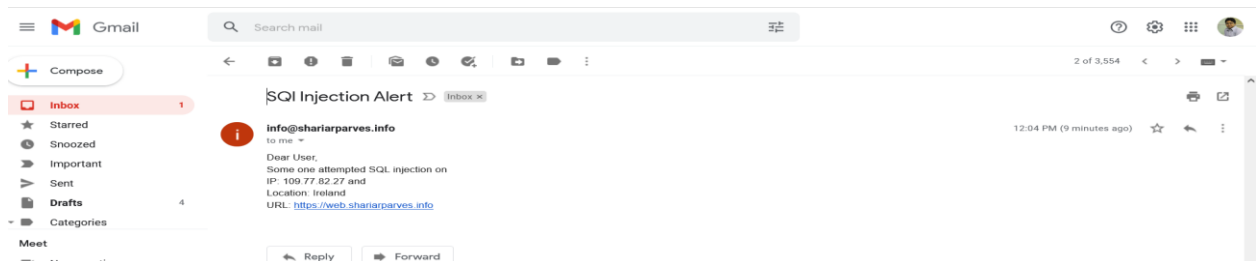 Gmail
Search mail
Compose
2 of 3,554
SQl Injection Alert Inbox ×
Inbox 1
Starred
info@shariarparves.info 12:04 PM (9 minutes ago)
to me
Snoozed
Dear User,
Important
Some one attempted SQL injection on
IP: 109.77.82.27 and
Sent
Location: Ireland
Drafts 4
URL: https://web.shariarparves.info
Categories
Meet
Reply Forward